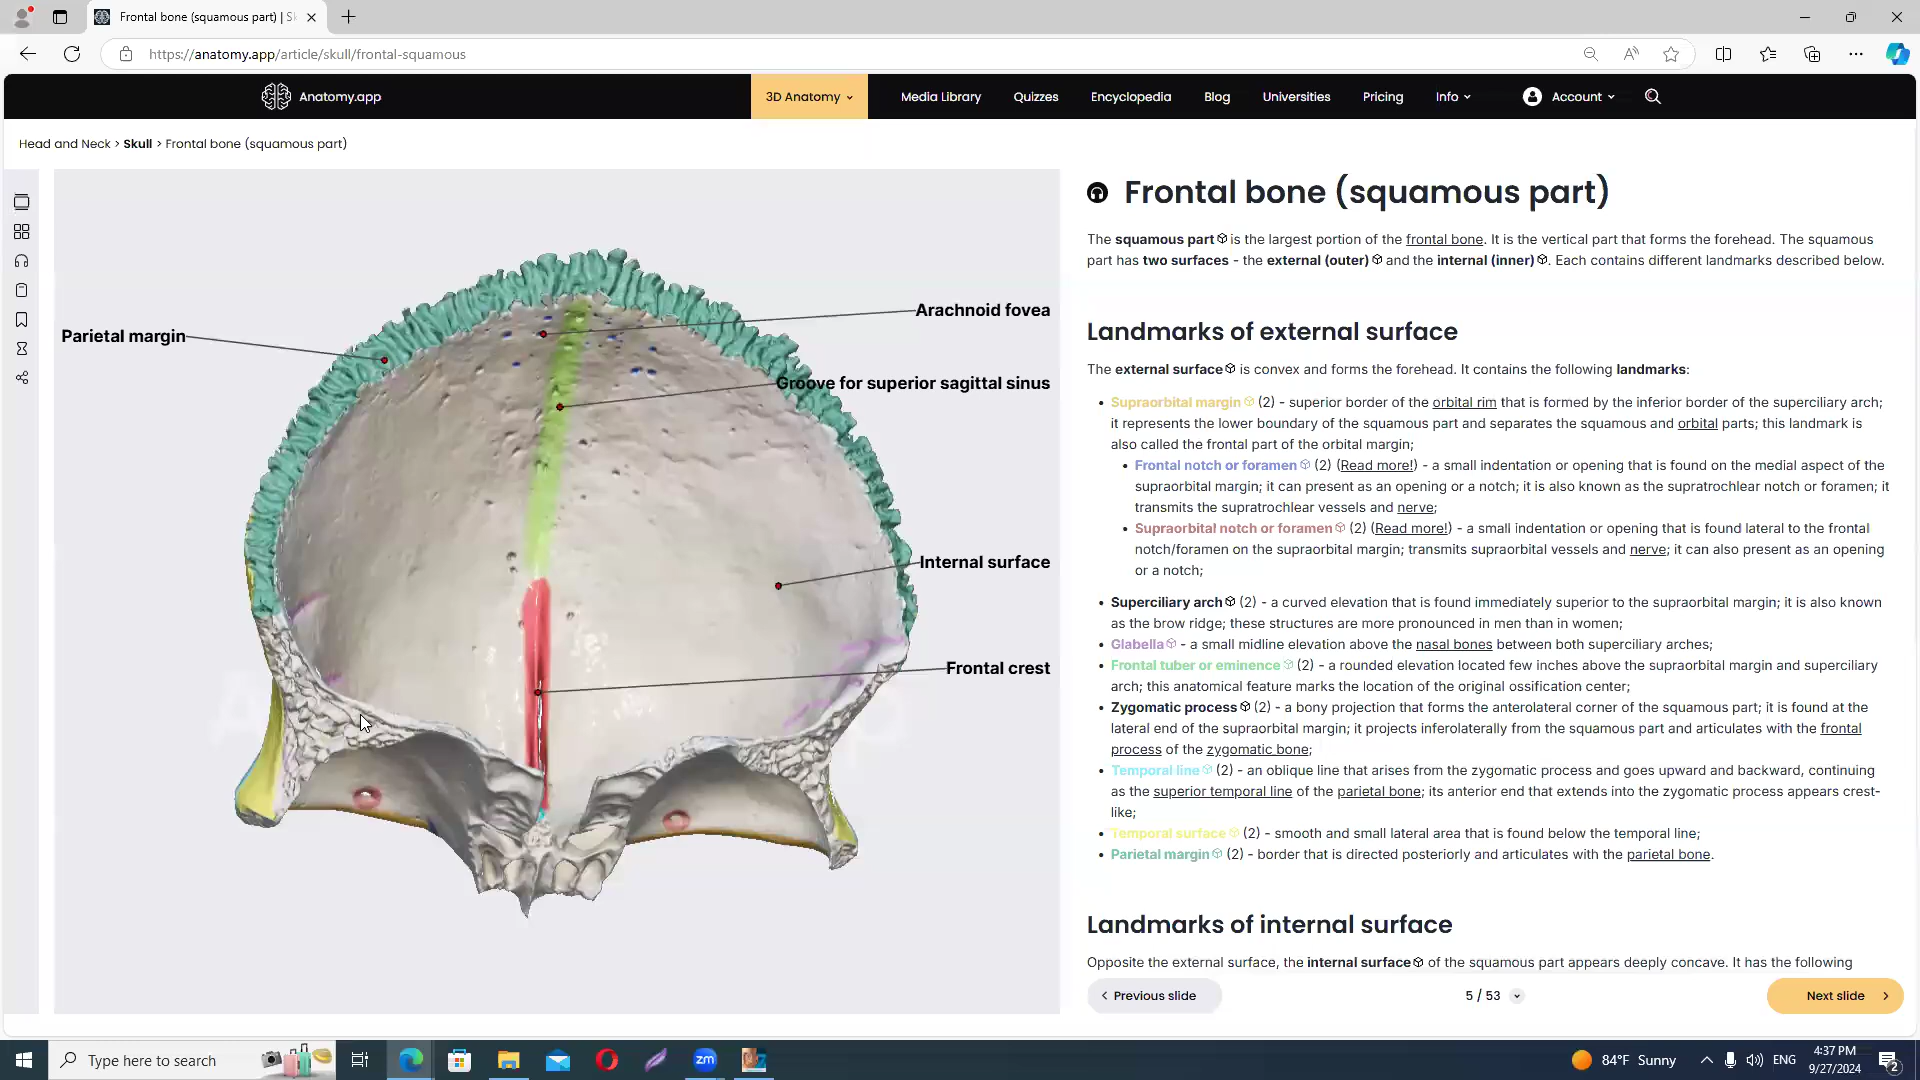 Frontal bone (squamous part) | Sk
https://anatomy.app/article/skull/frontal-squamous
Anatomy.app
3D Anatomy
Media Library
Quizzes
Encyclopedia
Blog
Universities
Pricing
Info
Account
Head and Neck > Skull > Frontal bone (squamous part)
Parietal margin
Arachnoid fovea
Groove for superior sagittal sinus
Internal surface
Frontal crest
Frontal bone (squamous part)
The squamous part is the largest portion of the frontal bone. It is the vertical part that forms the forehead. The squamous
part has two surfaces - the external (outer) and the internal (inner). Each contains different landmarks described below.
Landmarks of external surface
The external surface is convex and forms the forehead. It contains the following landmarks:
• Supraorbital margin (2) - superior border of the orbital rim that is formed by the inferior border of the superciliary arch;
it represents the lower boundary of the squamous part and separates the squamous and orbital parts; this landmark is
also called the frontal part of the orbital margin;
• Frontal notch or foramen (2) (Read more!) - a small indentation or opening that is found on the medial aspect of the
supraorbital margin; it can present as an opening or a notch; it is also known as the supratrochlear notch or foramen; it
transmits the supratrochlear vessels and nerve;
• Supraorbital notch or foramen (2) (Read more!) - a small indentation or opening that is found lateral to the frontal
notch/foramen on the supraorbital margin; transmits supraorbital vessels and nerve; it can also present as an opening
or a notch;
• Superciliary arch (2) - a curved elevation that is found immediately superior to the supraorbital margin; it is also known
as the brow ridge; these structures are more pronounced in men than in women;
• Glabella - a small midline elevation above the nasal bones between both superciliary arches;
• Frontal tuber or eminence (2) - a rounded elevation located few inches above the supraorbital margin and superciliary
arch; this anatomical feature marks the location of the original ossification center;
• Zygomatic process (2) - a bony projection that forms the anterolateral corner of the squamous part; it is found at the
lateral end of the supraorbital margin; it projects inferolaterally from the squamous part and articulates with the frontal
process of the zygomatic bone;
• Temporal line (2) - an oblique line that arises from the zygomatic process and goes upward and backward, continuing
as the superior temporal line of the parietal bone; its anterior end that extends into the zygomatic process appears crest-
like;
• Temporal surface (2) - smooth and small lateral area that is found below the temporal line;
• Parietal margin (2) - border that is directed posteriorly and articulates with the parietal bone.
Landmarks of internal surface
Opposite the external surface, the internal surface of the squamous part appears deeply concave. It has the following
Previous slide
5 / 53
Next slide
Type here to search
zm
84°F Sunny
ENG
4:37 PM
9/27/2024
2